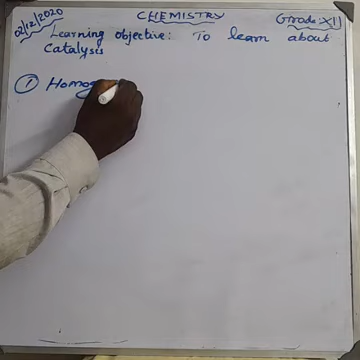 02/12/2020 CHEMISTRY Grade:XII
Learning objective: To learn about
Catalysis
① Homog